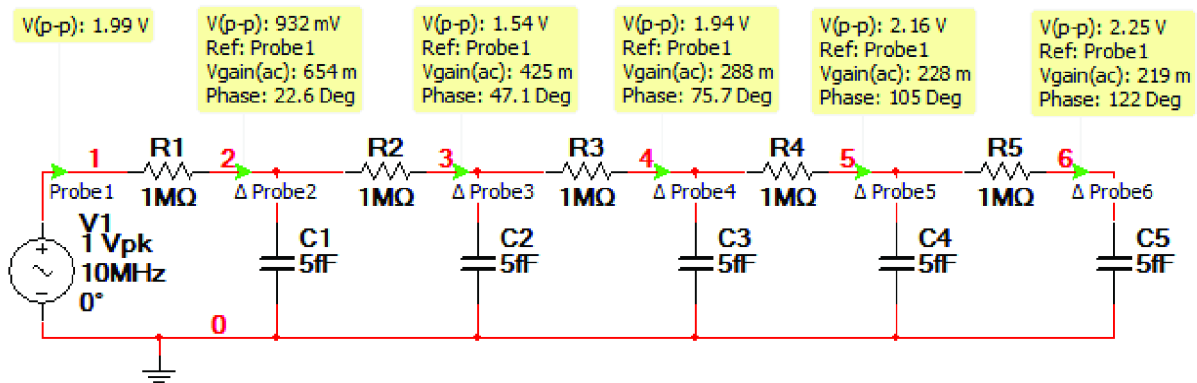 V(p-p): 1.99 V
V(p-p): 932 mV
Ref: Probe1
Vgain(ac): 654 m
Phase: 22.6 Deg
V(p-p): 1.54 V
Ref: Probe1
Vgain(ac): 425 m
Phase: 47.1 Deg
V(p-p): 1.94 V
Ref: Probe1
Vgain(ac): 288 m
Phase: 75.7 Deg
V(p-p): 2.16 V
Ref: Probe1
Vgain(ac): 228 m
Phase: 105 Deg
V(p-p): 2.25 V
Ref: Probe1
Vgain(ac): 219 m
Phase: 122 Deg
1 R1 2 R2 3 R3 4 R4 5 R5 6
Probe1 1MΩ Δ Probe2 1MΩ Δ Probe3 1MΩ Δ Probe4 1MΩ Δ Probe5 1MΩ Δ Probe6
V1
1 Vpk
10MHz
0°
C1
5fF
C2
5fF
C3
5fF
C4
5fF
C5
5fF
0